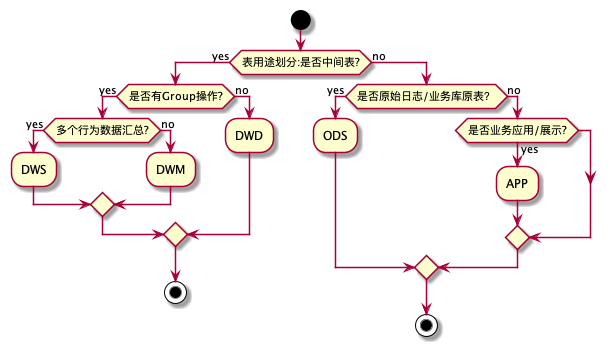 表用途划分:是否中间表?
yes
no
是否有Group操作?
yes
no
是否原始日志/业务库原表?
yes
no
多个行为数据汇总?
yes
no
DWD
ODS
是否业务应用/展示?
yes
DWS
DWM
APP